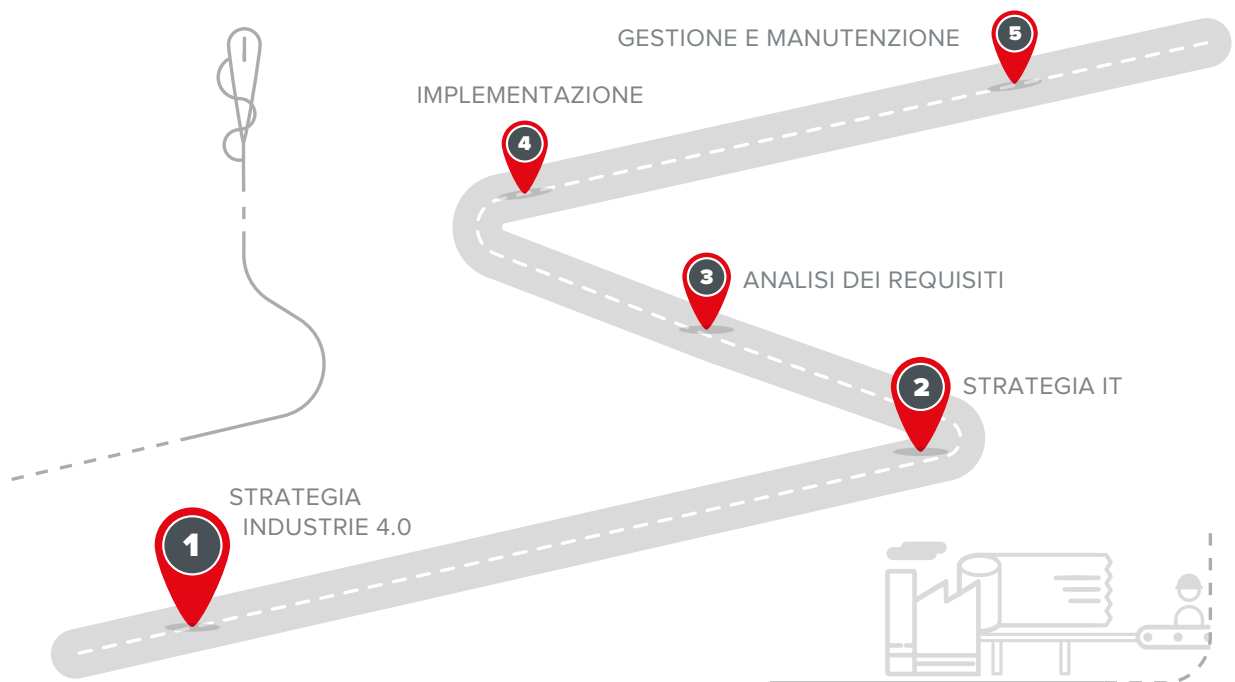 5
GESTIONE E MANUTENZIONE
IMPLEMENTAZIONE
4
3
ANALISI DEI REQUISITI
2
STRATEGIA IT
STRATEGIA
INDUSTRIE 4.0
1